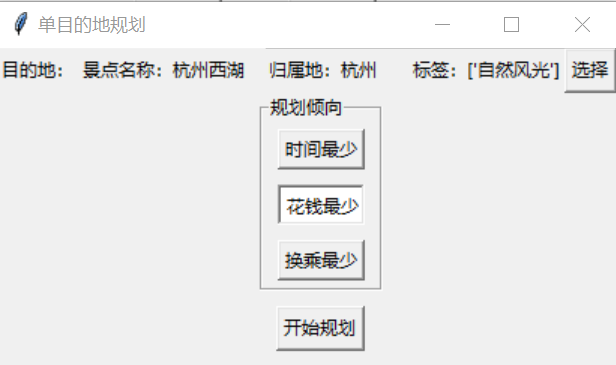 单目的地规划
目的地： 景点名称：杭州西湖 归属地：杭州 标签：['自然风光'] 选择
规划倾向
时间最少
花钱最少
换乘最少
开始规划